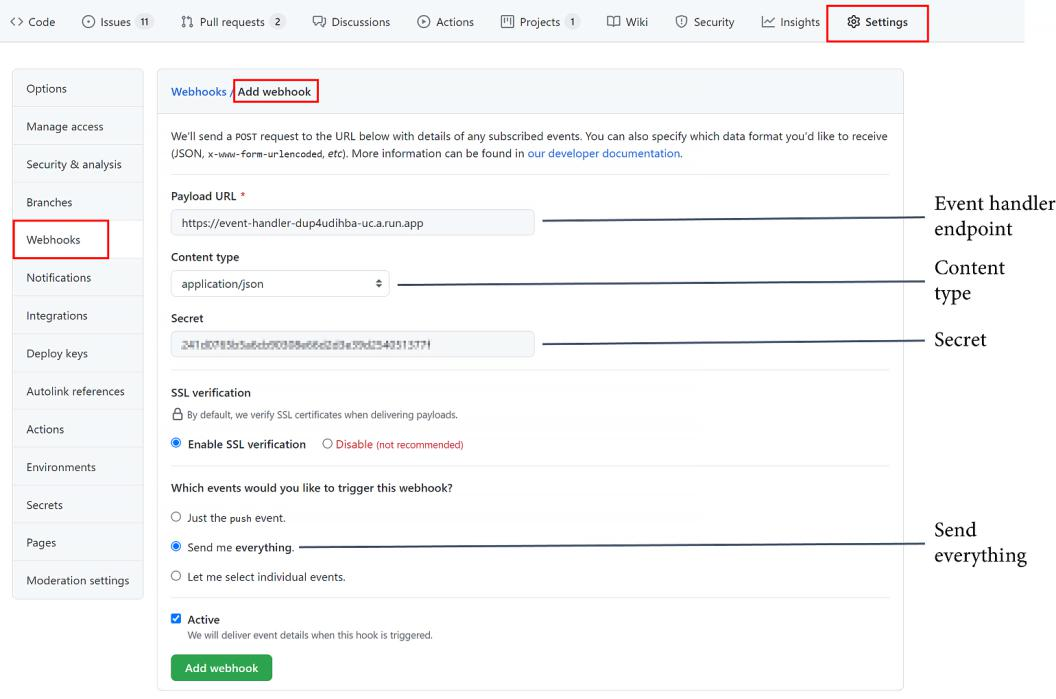 Code Issues 11 Pull requests 2 Discussions Actions Projects 1 Wiki Security Insights Settings
Options
Manage access
Security & analysis
Branches
Webhooks
Notifications
Integrations
Deploy keys
Autolink references
Actions
Environments
Secrets
Pages
Moderation settings
Webhooks / Add webhook
We'll send a POST request to the URL below with details of any subscribed events. You can also specify which data format you'd like to receive
(JSON, x-www-form-urlencoded, etc). More information can be found in our developer documentation.
Payload URL *
https://event-handler-dup4udihba-uc.a.run.app
Event handler
endpoint
Content type
application/json
Content
type
Secret
Secret
SSL verification
By default, we verify SSL certificates when delivering payloads.
Enable SSL verification Disable (not recommended)
Which events would you like to trigger this webhook?
Just the push event.
Send me everything.
Send
everything
Let me select individual events.
Active
We will deliver event details when this hook is triggered.
Add webhook